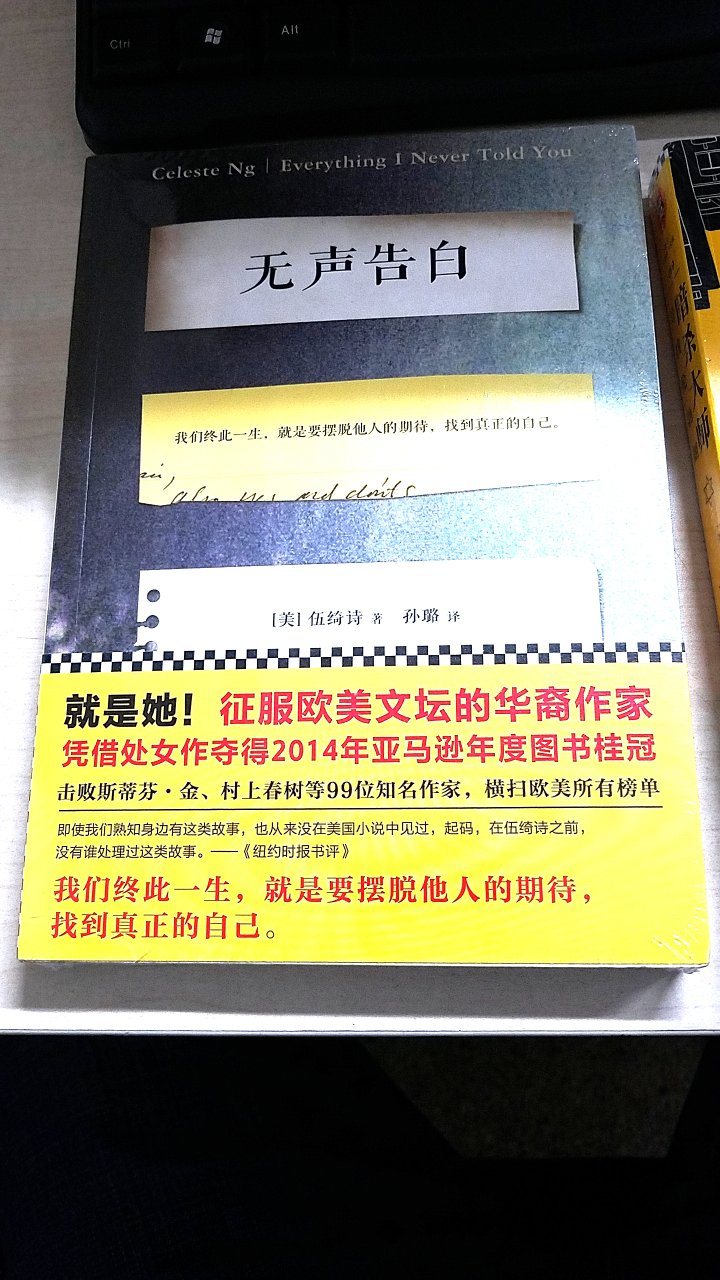 Ctrl
Alt
Celeste Ng | Everything I Never Told You
无声告白
我们终此一生，就是要摆脱他人的期待，找到真正的自己。
[美] 伍绮诗 著 孙璐 译
就是她！征服欧美文坛的华裔作家
凭借处女作夺得2014年亚马逊年度图书桂冠
击败斯蒂芬·金、村上春树等99位知名作家，横扫欧美所有榜单
即使我们熟知身边有这类故事，也从来没在美国小说中见过，起码，在伍绮诗之前，
没有谁处理过这类故事。——《纽约时报书评》
我们终此一生，就是要摆脱他人的期待，
找到真正的自己。
暗杀大师